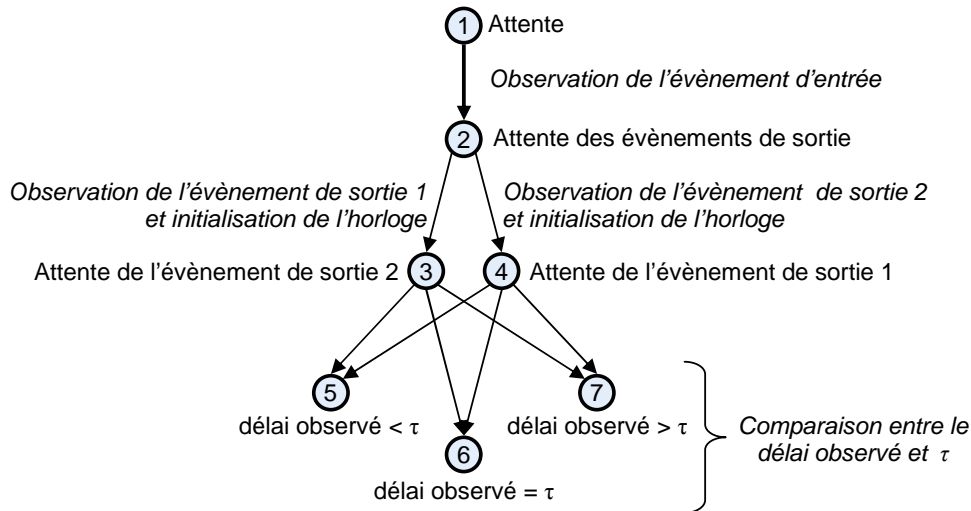 1 Attente
Observation de l'évènement d'entrée
2 Attente des évènements de sortie
Observation de l'évènement de sortie 1
et initialisation de l'horloge
Observation de l'évènement de sortie 2
et initialisation de l'horloge
Attente de l'évènement de sortie 2 3
4 Attente de l'évènement de sortie 1
5
délai observé < τ
7
délai observé > τ
6
délai observé = τ
Comparaison entre le
délai observé et τ